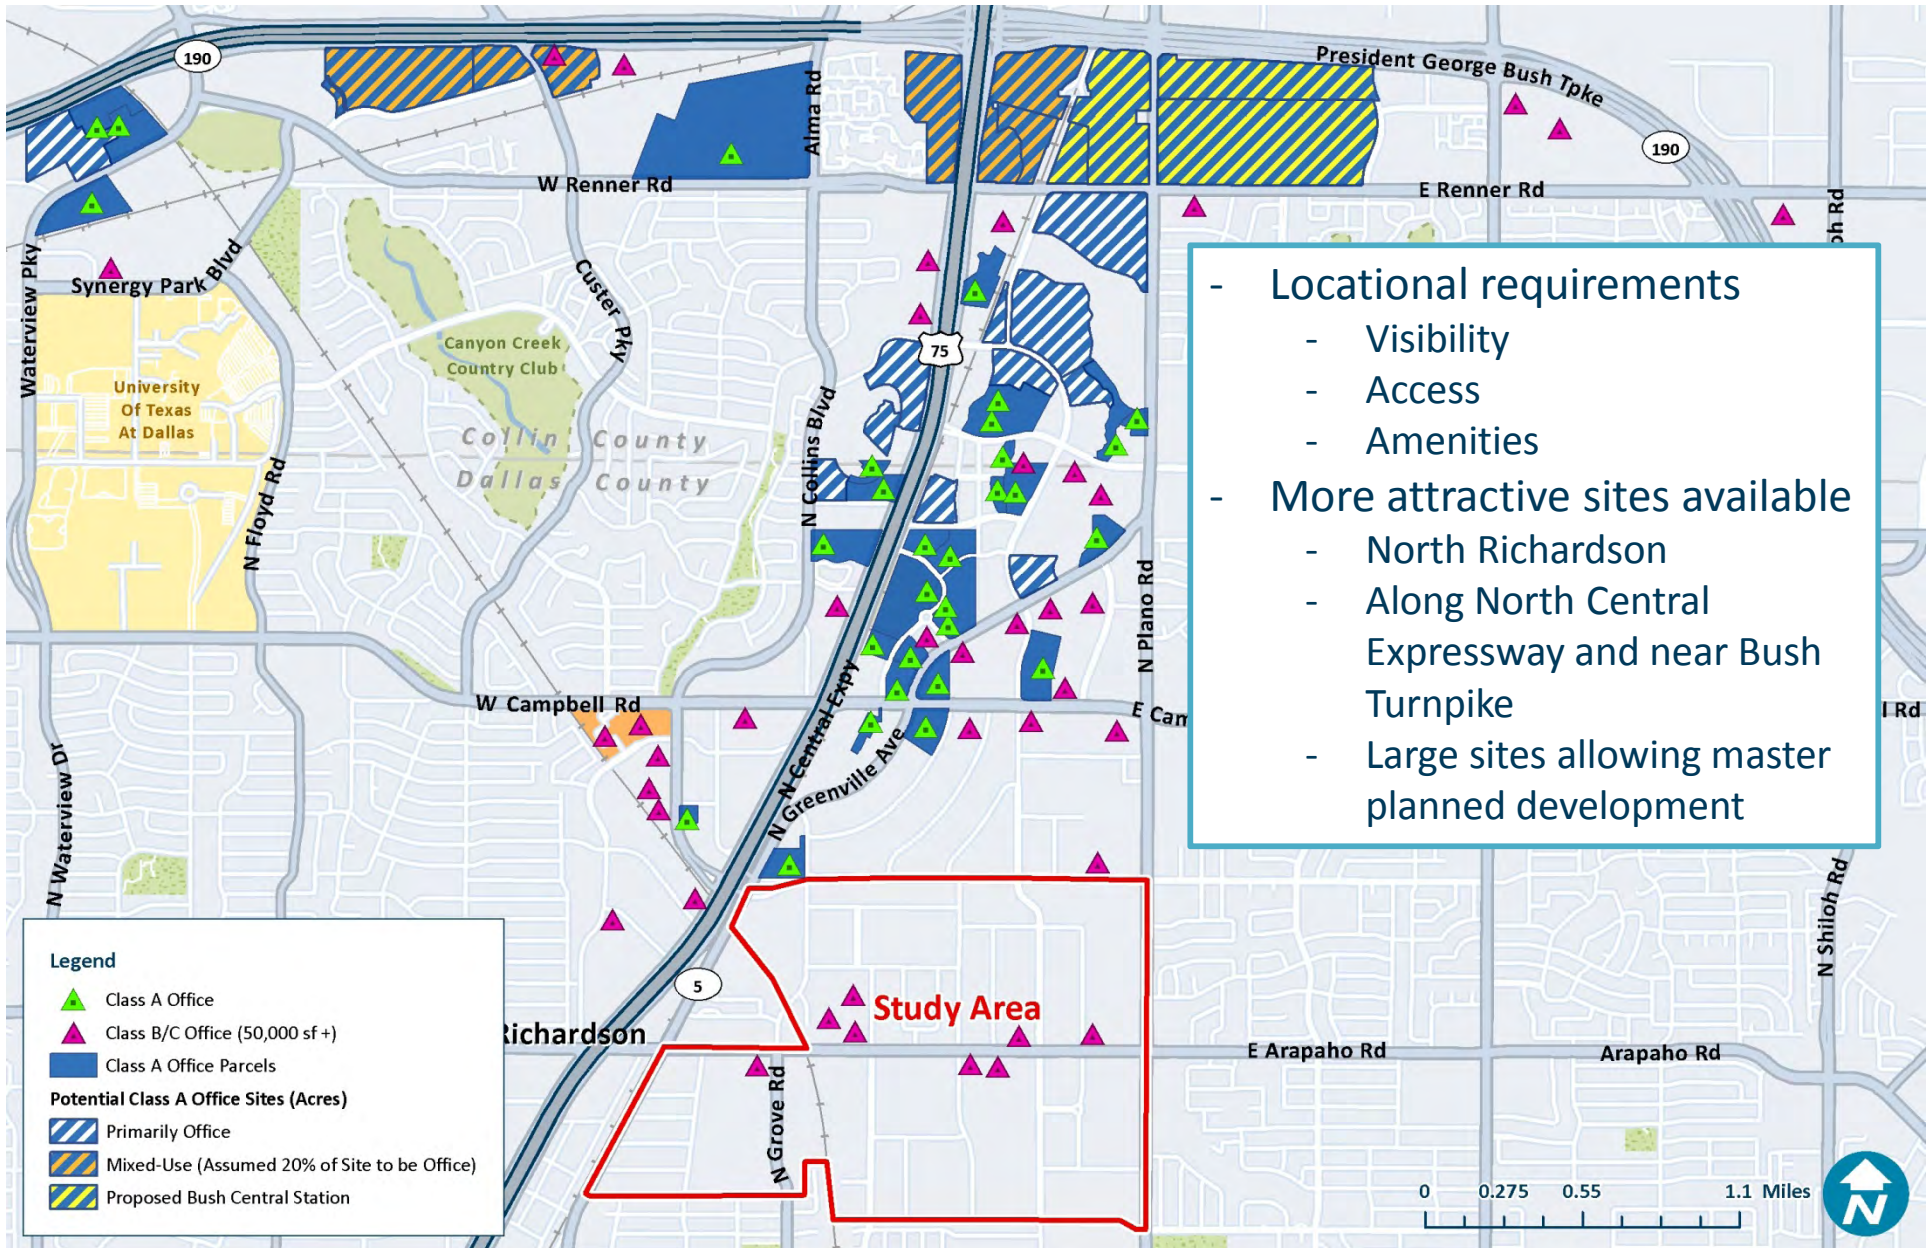 190
President George Bush Tpke
Alma Rd
W Renner Rd
E Renner Rd
190
Waterview Pky
Synergy Park Blvd
Custer Pky
Canyon Creek
Country Club
75
University
Of Texas
At Dallas
N Floyd Rd
Collin County
Dallas County
N Collins Blvd
N Plano Rd
W Campbell Rd
N Central Expy
N Greenville Ave
N Waterview Dr
N Shiloh Rd
- Locational requirements
- Visibility
- Access
- Amenities
- More attractive sites available
- North Richardson
- Along North Central
Expressway and near Bush
Turnpike
- Large sites allowing master
planned development
5
Study Area
E Arapaho Rd
Arapaho Rd
N Grove Rd
Legend
Class A Office
Class B/C Office (50,000 sf +)
Class A Office Parcels
Potential Class A Office Sites (Acres)
Primarily Office
Mixed-Use (Assumed 20% of Site to be Office)
Proposed Bush Central Station
0 0.275 0.55 1.1 Miles
N